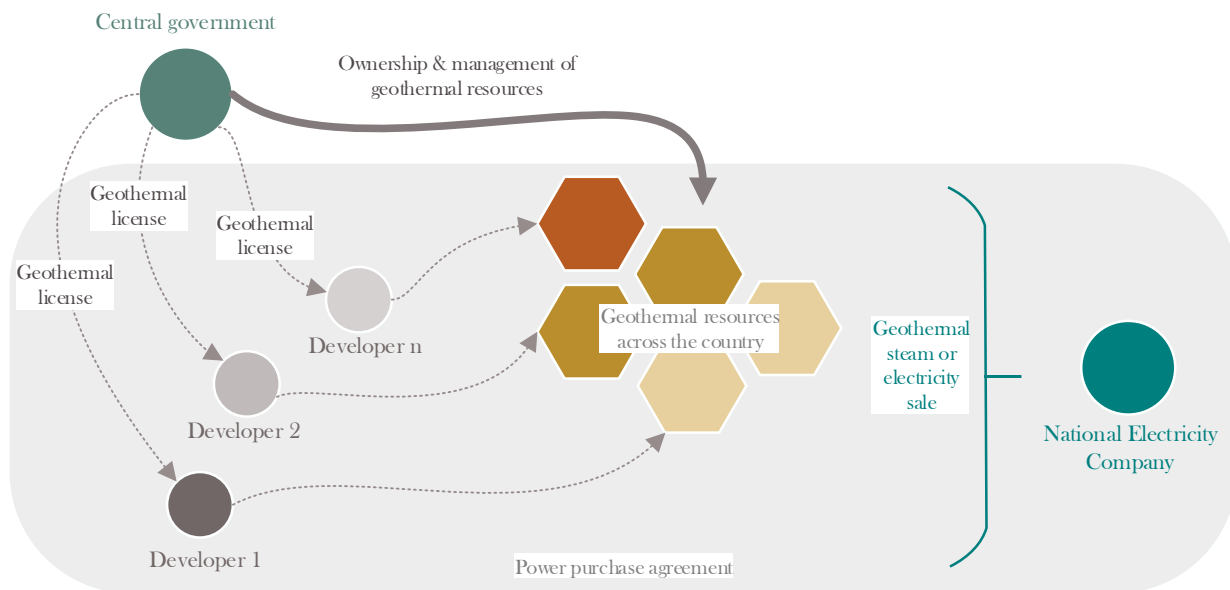 Central government
Ownership & management of
geothermal resources
Geothermal
license
Geothermal
license
Geothermal
license
Developer n
Geothermal resources
across the country
Geothermal
steam or
electricity
sale
Developer 2
National Electricity
Company
Developer 1
Power purchase agreement